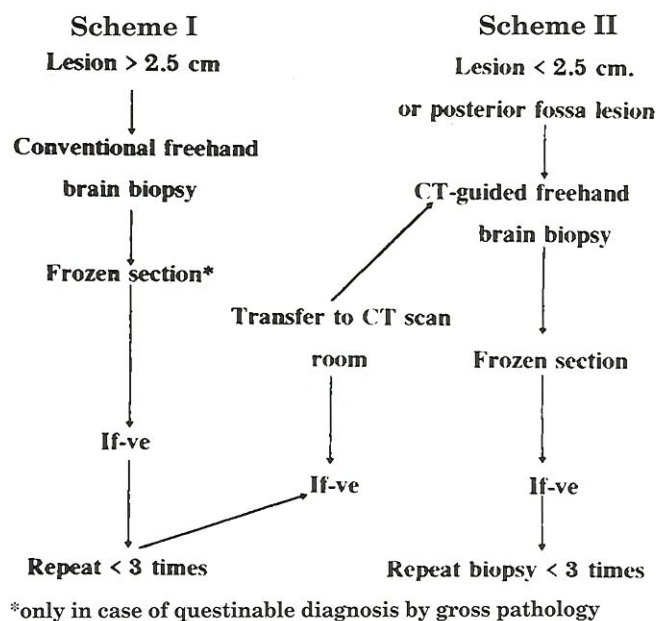 Scheme I
Lesion > 2.5 cm
Conventional freehand
brain biopsy
Frozen section*
If-ve
Repeat < 3 times
Transfer to CT scan
room
If-ve
Scheme II
Lesion < 2.5 cm.
or posterior fossa lesion
CT-guided freehand
brain biopsy
Frozen section
If-ve
Repeat biopsy < 3 times
*only in case of questinable diagnosis by gross pathology